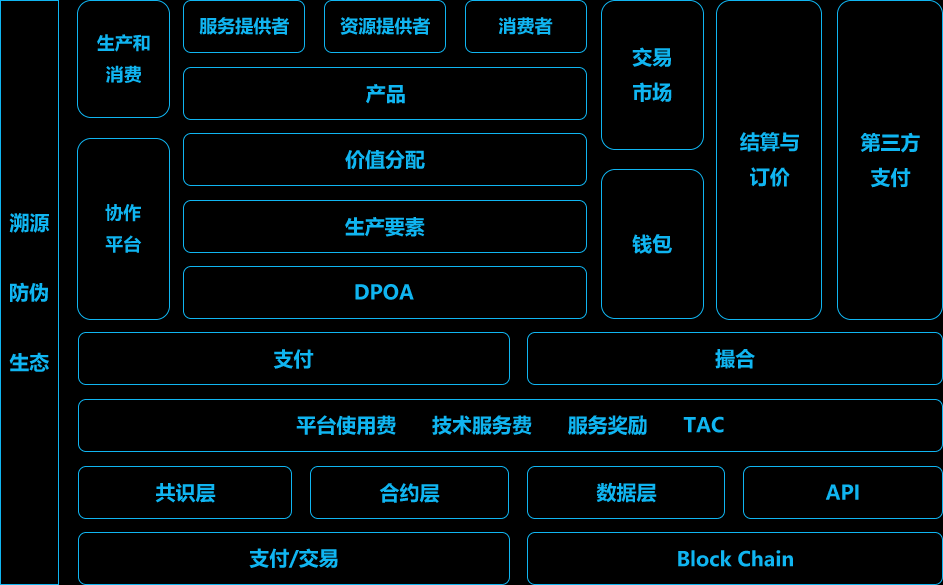 溯源
防伪
生态
生产和
消费
协作
平台
服务提供者
资源提供者
消费者
产品
价值分配
生产要素
DPOA
交易
市场
钱包
结算与
订价
第三方
支付
支付
撮合
平台使用费 技术服务费 服务奖励 TAC
共识层
合约层
数据层
API
支付/交易
Block Chain